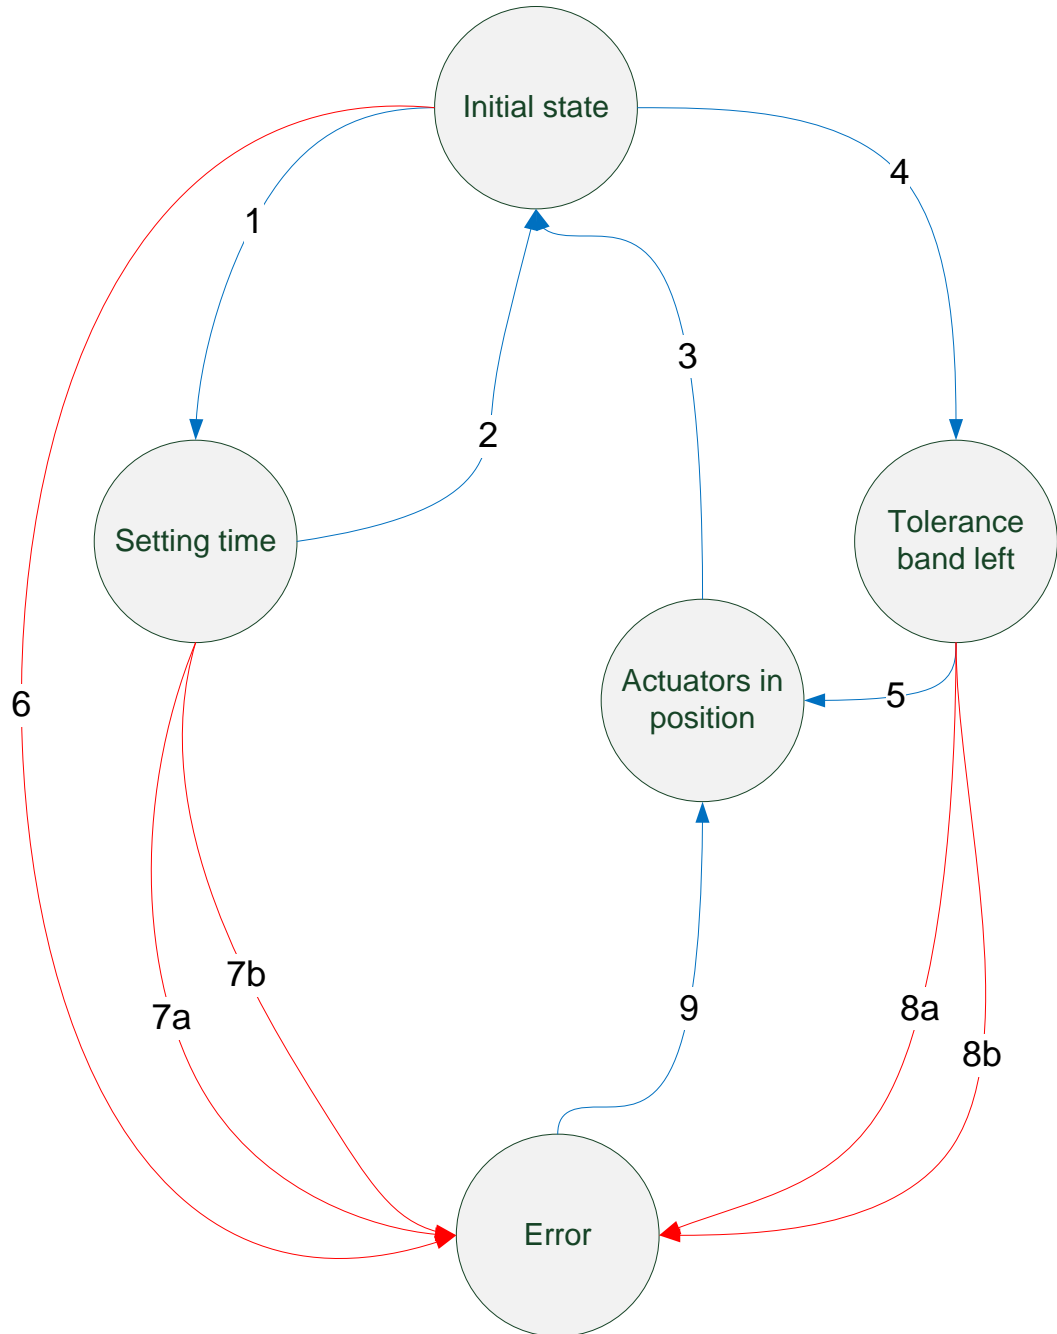 Initial state
4
1
3
2
Setting time
Tolerance
band left
Actuators in
position
5
6
7b
7a
9
8a
8b
Error